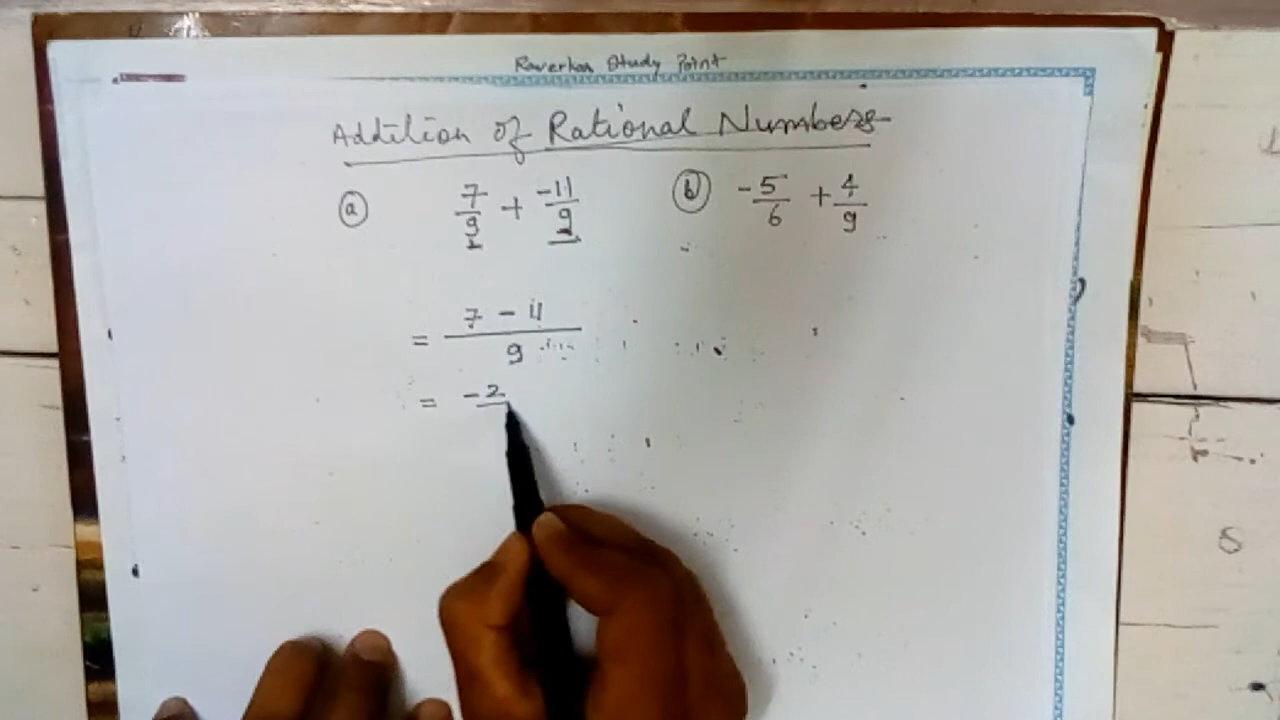 Raverkar Study Point
Addition of Rational Numbers
(a) 7/9 + -11/9 (b) -5/6 + 4/9
= 7 - 11 / 9
= -2